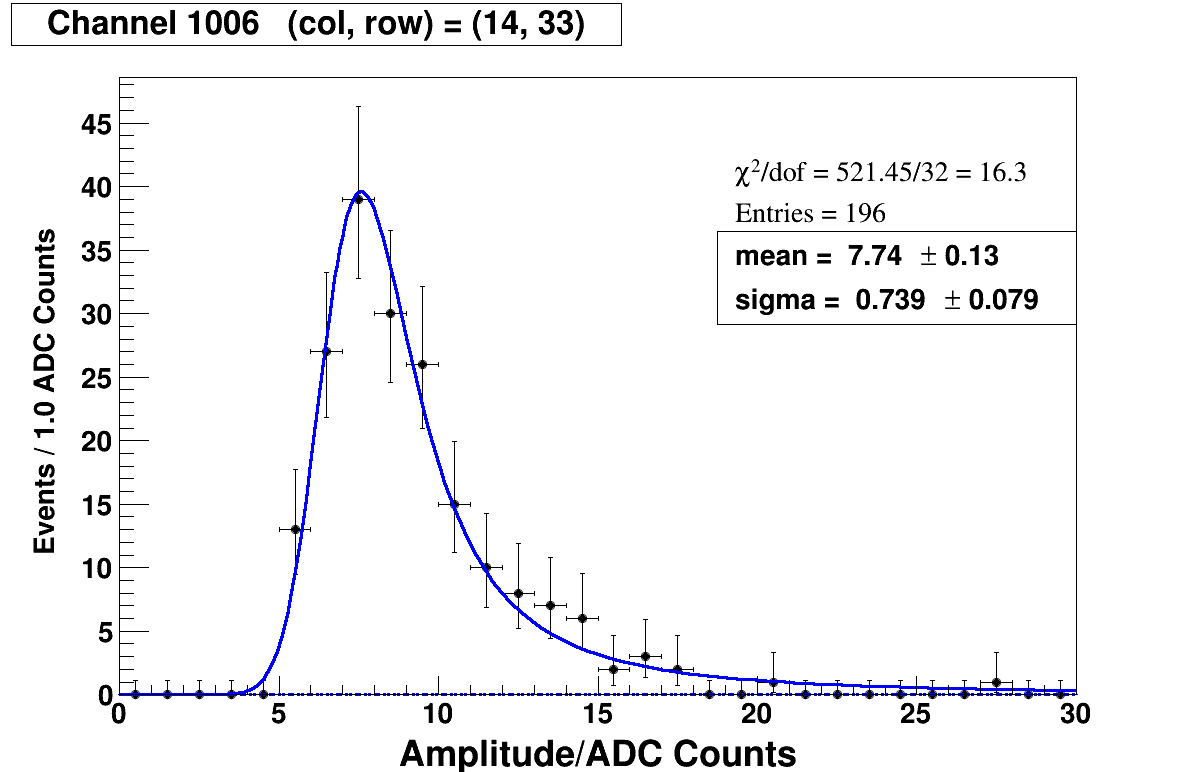 Channel 1006 (col, row) = (14, 33)
χ²/dof = 521.45/32 = 16.3
Entries = 196
mean = 7.74 ± 0.13
sigma = 0.739 ± 0.079
Events / 1.0 ADC Counts
45
40
35
30
25
20
15
10
5
0
0 5 10 15 20 25 30
Amplitude/ADC Counts